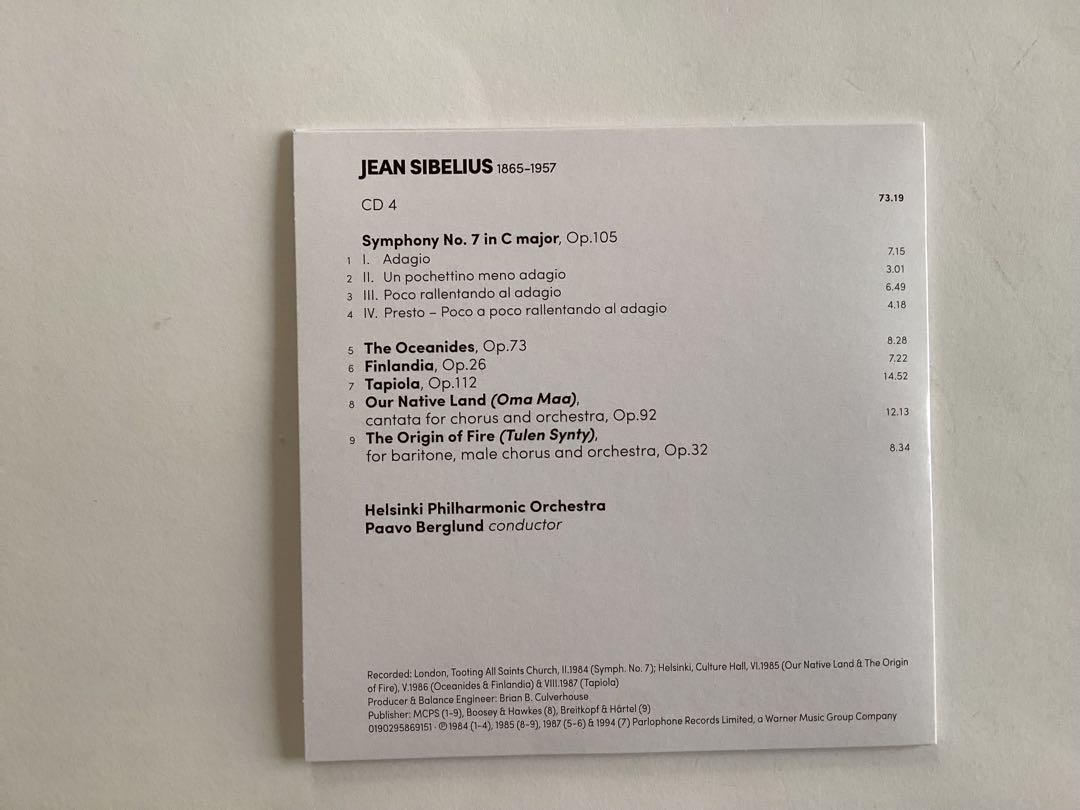 JEAN SIBELIUS 1865–1957
CD 4 73.19
Symphony No. 7 in C major, Op.105
1 I. Adagio 7.15
2 II. Un pochettino meno adagio 3.01
3 III. Poco rallentando al adagio 6.49
4 IV. Presto – Poco a poco rallentando al adagio 4.18
5 The Oceanides, Op.73 8.28
6 Finlandia, Op.26 7.22
7 Tapiola, Op.112 14.52
8 Our Native Land (Oma Maa),
cantata for chorus and orchestra, Op.92 12.13
9 The Origin of Fire (Tulen Synty),
for baritone, male chorus and orchestra, Op.32 8.34
Helsinki Philharmonic Orchestra
Paavo Berglund conductor
Recorded: London, Tooting All Saints Church, II.1984 (Symph. No. 7); Helsinki, Culture Hall, VI.1985 (Our Native Land & The Origin
of Fire), V.1986 (Oceanides & Finlandia) & VIII.1987 (Tapiola)
Producer & Balance Engineer: Brian B. Culverhouse
Publisher: MCPS (1-9), Boosey & Hawkes (8), Breitkopf & Härtel (9)
0190295869151 · ℗ 1984 (1-4), 1985 (8-9), 1987 (5-6) & 1994 (7) Parlophone Records Limited, a Warner Music Group Company